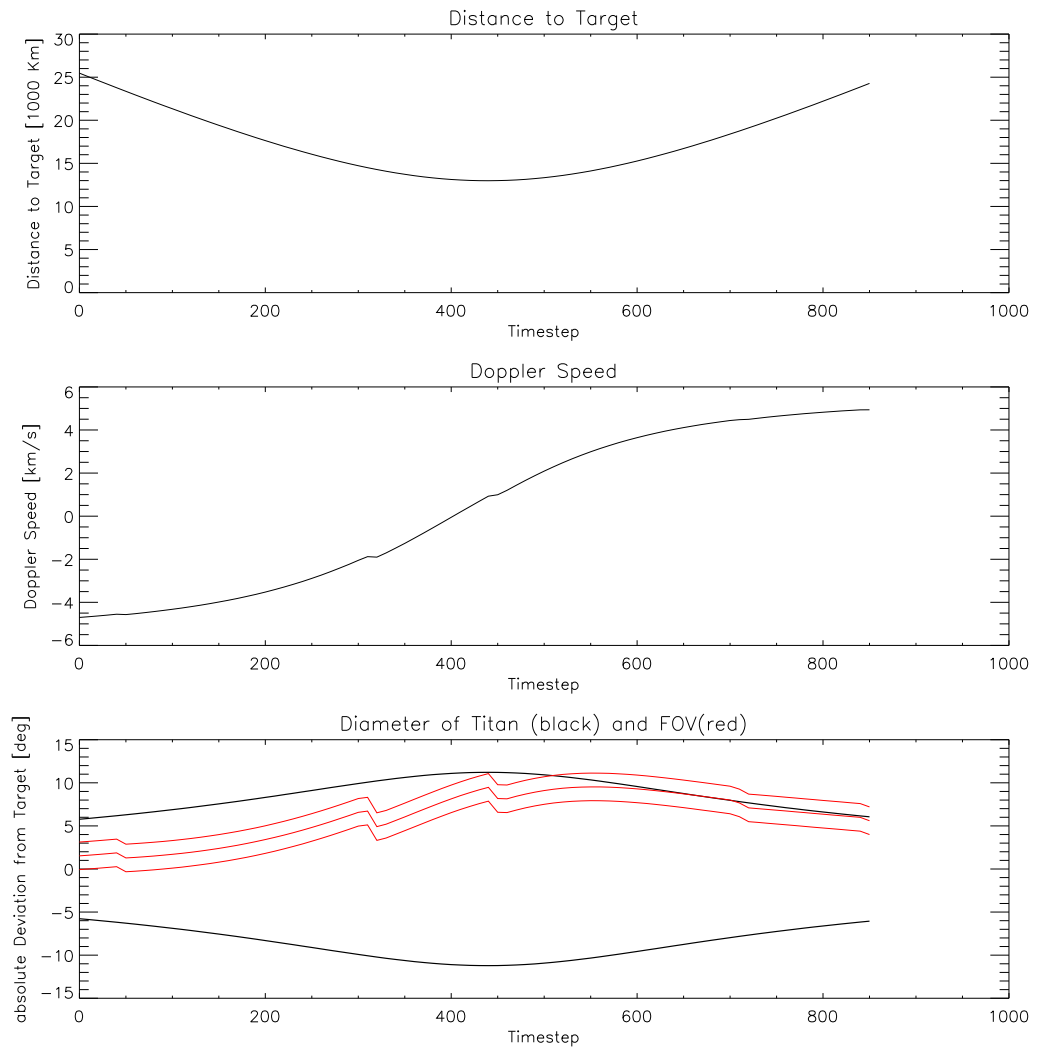 Distance to Target
Distance to Target [1000 Km]
30
25
20
15
10
5
0
0 200 400 600 800 1000
Timestep
Doppler Speed
Doppler Speed [km/s]
6
4
2
0
-2
-4
-6
0 200 400 600 800 1000
Timestep
Diameter of Titan (black) and FOV(red)
absolute Deviation from Target [deg]
15
10
5
0
-5
-10
-15
0 200 400 600 800 1000
Timestep